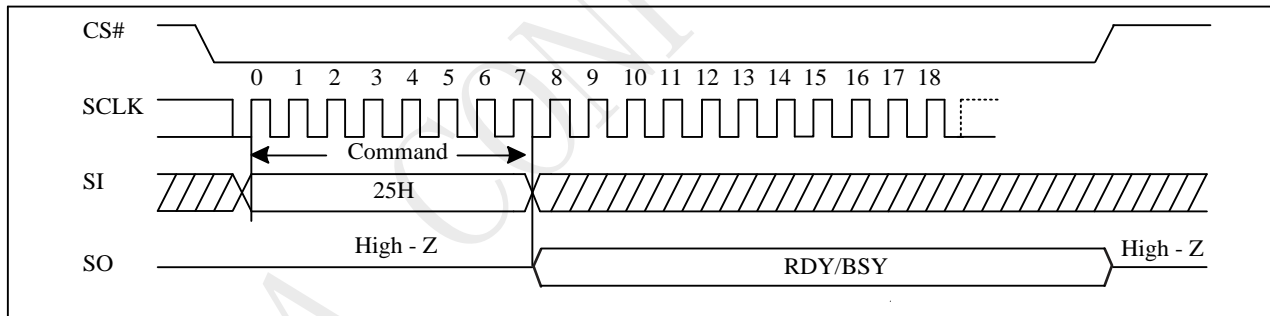 CS#
0 1 2 3 4 5 6 7 8 9 10 11 12 13 14 15 16 17 18
SCLK
Command
SI
25H
High - Z
High - Z
SO
RDY/BSY